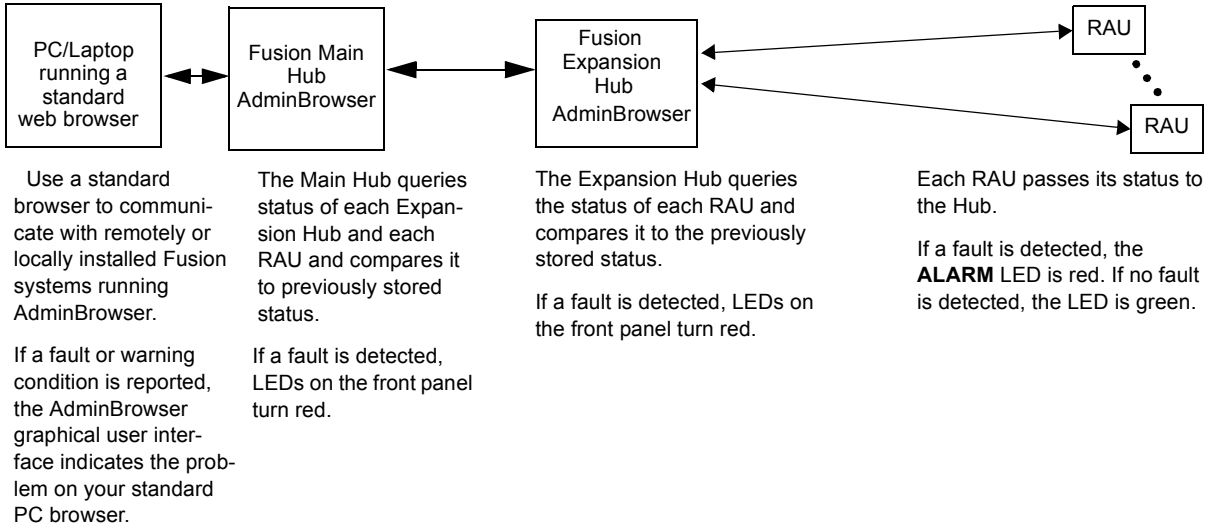 PC/Laptop
running a
standard
web browser
Fusion Main
Hub
AdminBrowser
Fusion
Expansion
Hub
AdminBrowser
RAU
RAU
Use a standard
browser to communi-
cate with remotely or
locally installed Fusion
systems running
AdminBrowser.
If a fault or warning
condition is reported,
the AdminBrowser
graphical user inter-
face indicates the prob-
lem on your standard
PC browser.
The Main Hub queries
status of each Expan-
sion Hub and each
RAU and compares it
to previously stored
status.
If a fault is detected,
LEDs on the front panel
turn red.
The Expansion Hub queries
the status of each RAU and
compares it to the previously
stored status.
If a fault is detected, LEDs on
the front panel turn red.
Each RAU passes its status to
the Hub.
If a fault is detected, the
ALARM LED is red. If no fault
is detected, the LED is green.